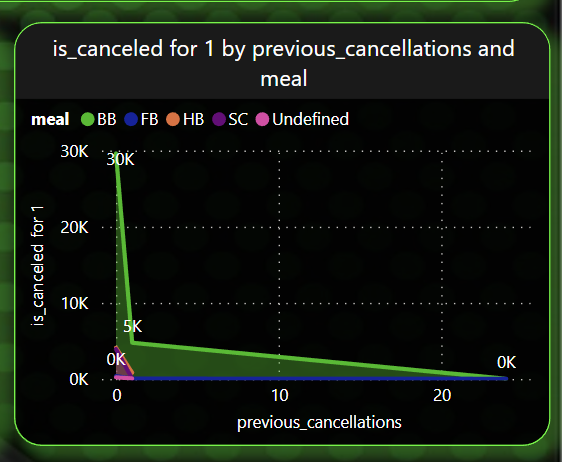 is_canceled for 1 by previous_cancellations and
meal
meal BB FB HB SC Undefined
30K
30K
20K
10K
5K
0K
0K
0K
0 10 20
is_canceled for 1
previous_cancellations